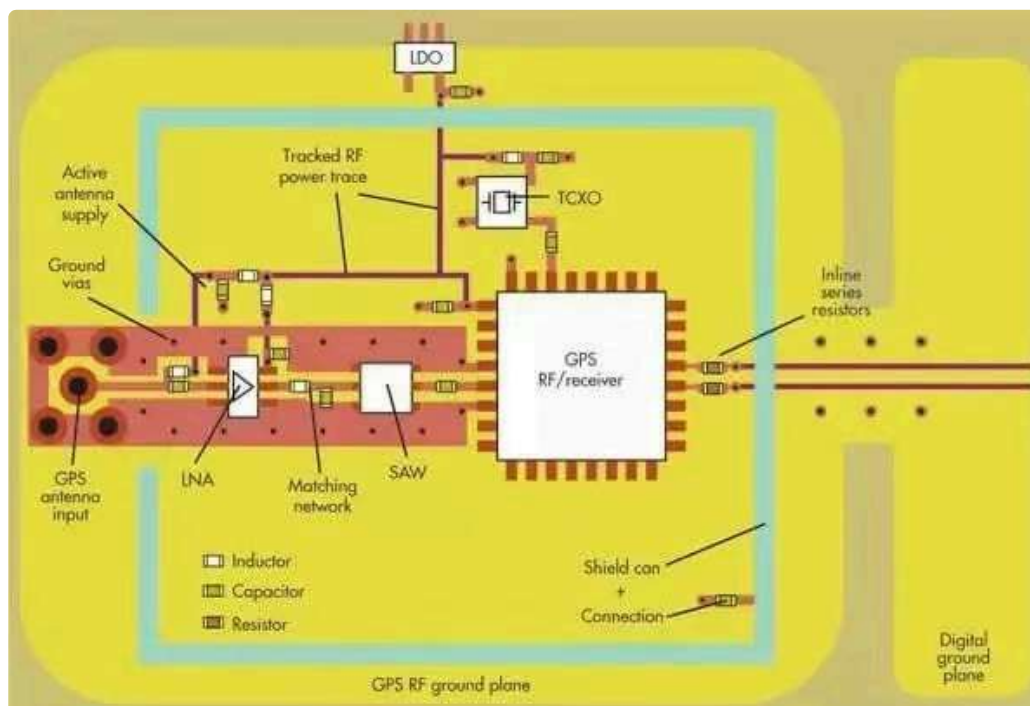 LDO
Tracked RF
power trace
TCXO
Active
antenna
supply
Ground
vias
Inline
series
resistors
GPS
RF/receiver
GPS
antenna
input
LNA
Matching
network
SAW
Inductor
Capacitor
Resistor
Shield can
+
Connection
GPS RF ground plane
Digital
ground
plane